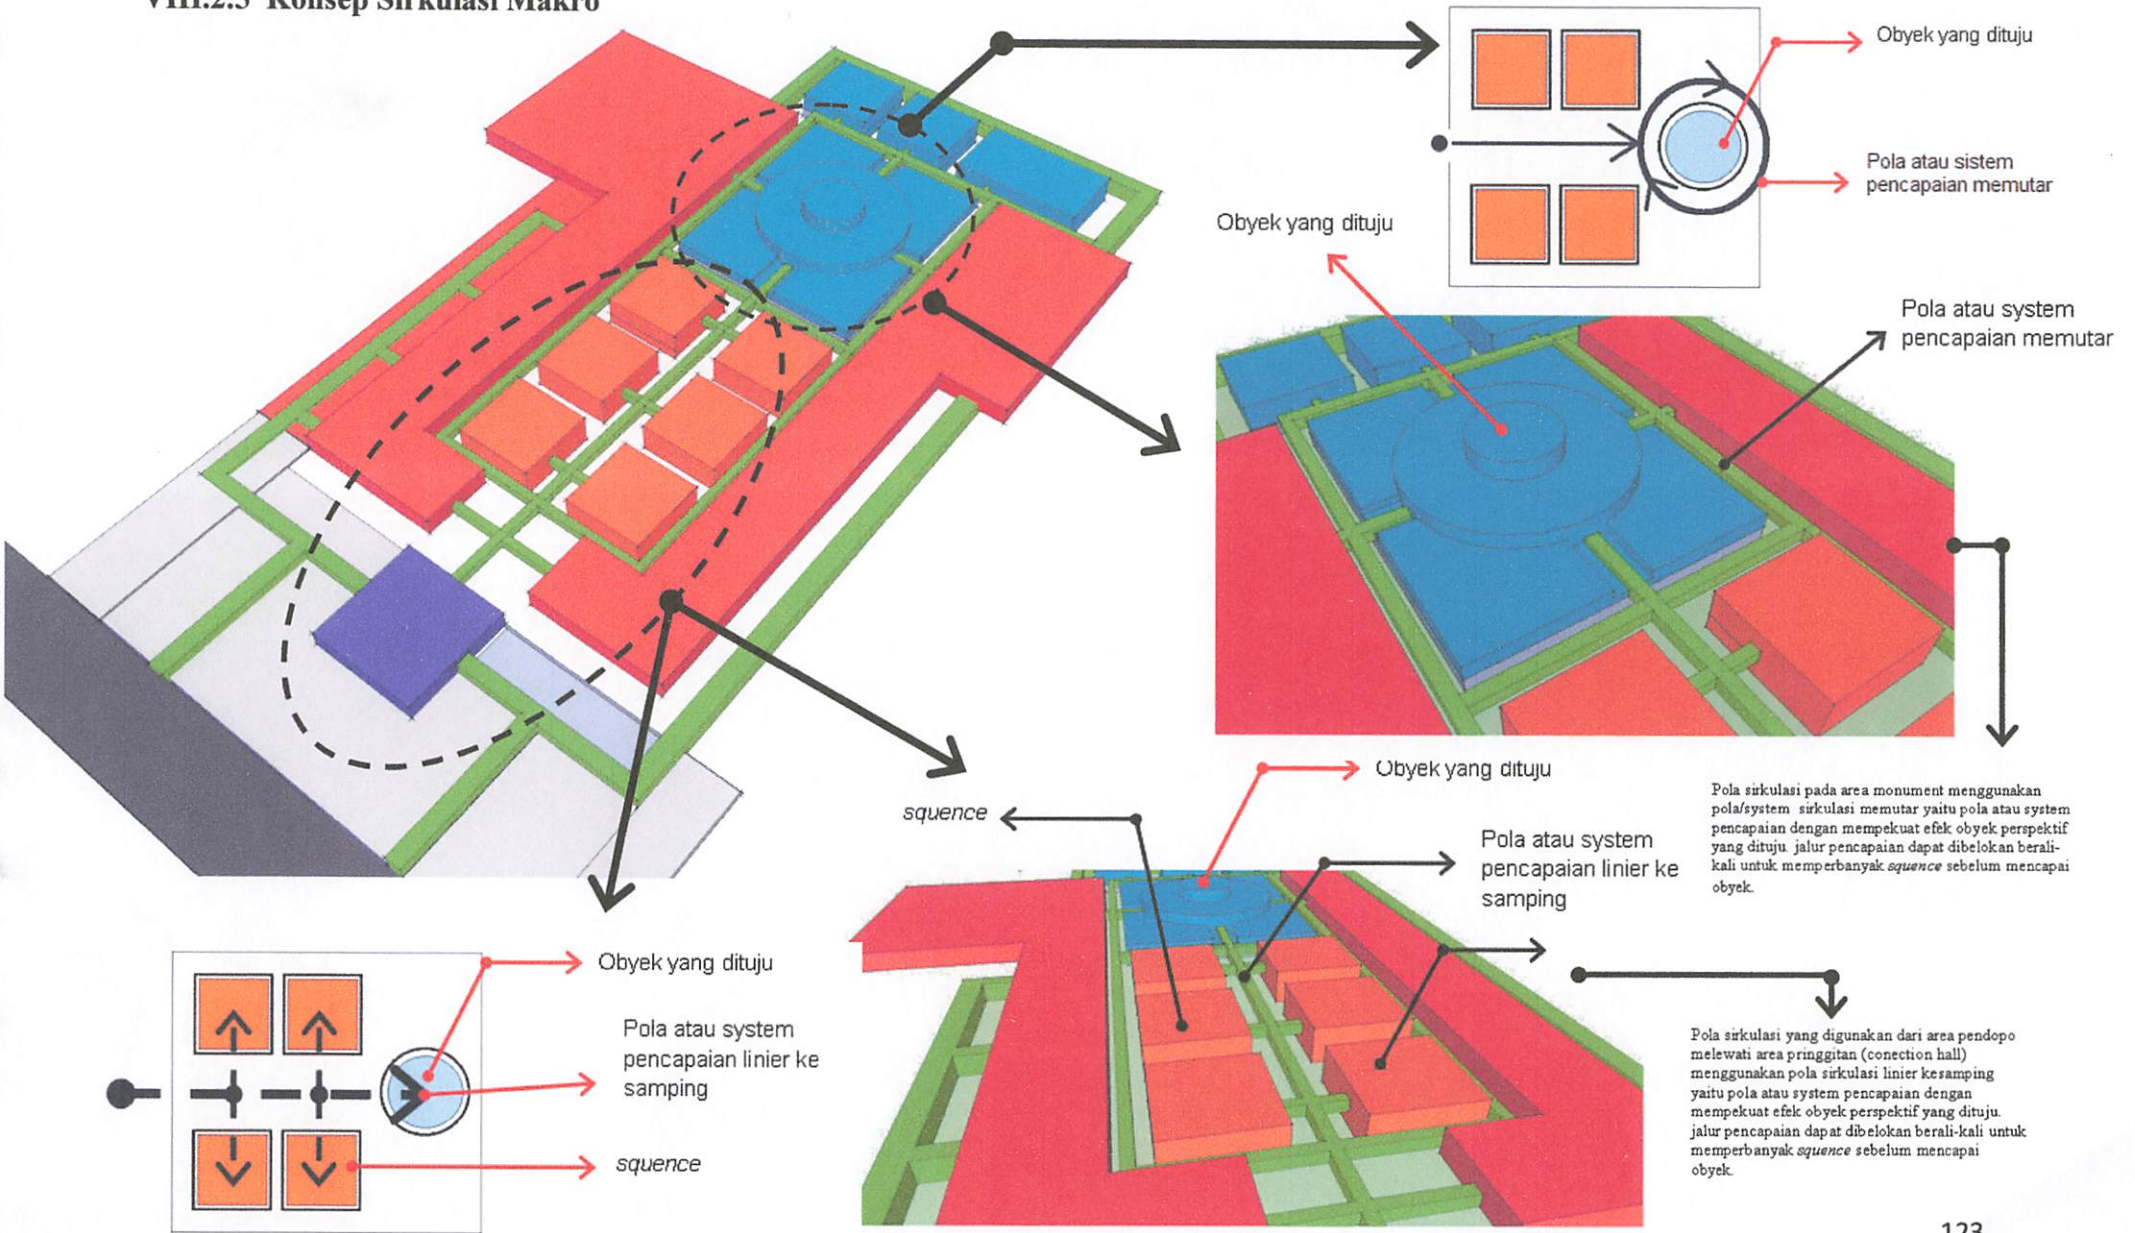 VIII.2.3 Konsep Sirkulasi Makro
Obyek yang dituju
Pola atau sistem
pencapaian memutar
Obyek yang dituju
Pola atau system
pencapaian memutar
Obyek yang dituju
squence
Pola atau system
pencapaian linier ke
samping
Pola sirkulasi pada area monument menggunakan
pola/system sirkulasi memutar yaitu pola atau system
pencapaian dengan mempekuat efek obyek perspektif
yang dituju. jalur pencapaian dapat dibelokan berali-
kali untuk memperbanyak squence sebelum mencapai
obyek.
Obyek yang dituju
Pola atau system
pencapaian linier ke
samping
squence
Pola sirkulasi yang digunakan dari area pendopo
melewati area pringgitan (conection hall)
menggunakan pola sirkulasi linier kesamping
yaitu pola atau system pencapaian dengan
mempekuat efek obyek perspektif yang dituju.
jalur pencapaian dapat dibelokan berali-kali untuk
memperbanyak squence sebelum mencapai
obyek.
123